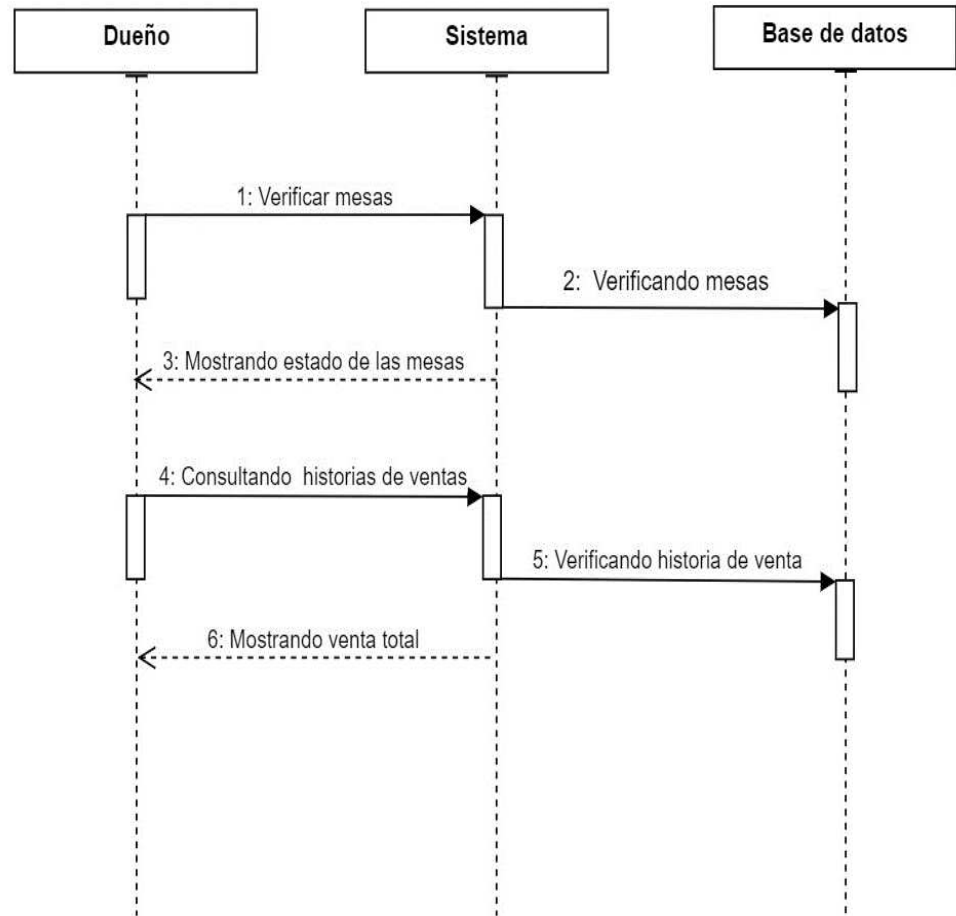 Dueño
Sistema
Base de datos
1: Verificar mesas
2: Verificando mesas
3: Mostrando estado de las mesas
4: Consultando historias de ventas
5: Verificando historia de venta
6: Mostrando venta total